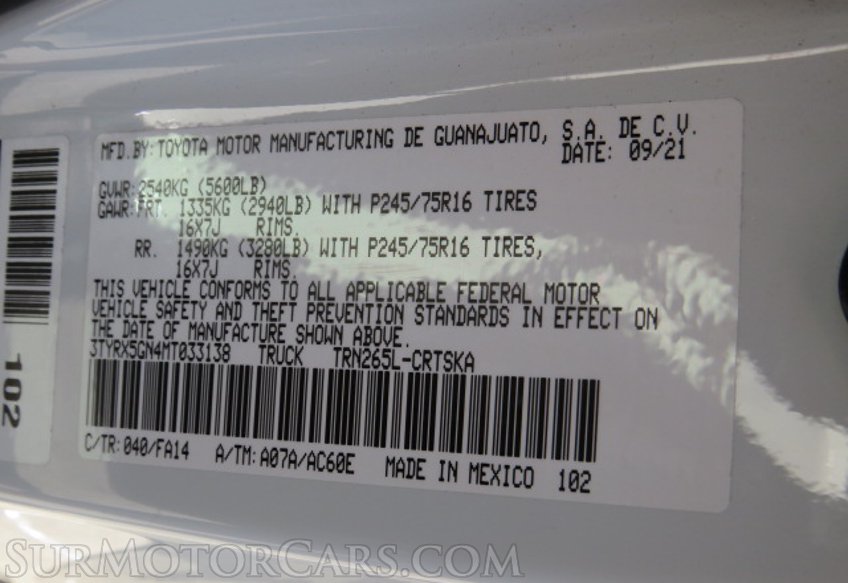 MFD.BY:TOYOTA MOTOR MANUFACTURING DE GUANAJUATO, S.A. DE C.V.
DATE: 09/21
GVWR:2540KG (5600LB)
GAWR:FRT. 1335KG (2940LB) WITH P245/75R16 TIRES
16X7J RIMS.
RR. 1490KG (3280LB) WITH P245/75R16 TIRES,
16X7J RIMS.
THIS VEHICLE CONFORMS TO ALL APPLICABLE FEDERAL MOTOR
VEHICLE SAFETY AND THEFT PREVENTION STANDARDS IN EFFECT ON
THE DATE OF MANUFACTURE SHOWN ABOVE.
3TYRX5GN4MT033138 TRUCK TRN265L-CRTSKA
C/TR:040/FA14 A/TM:A07A/AC60E MADE IN MEXICO 102
102
SURMOTORCARS.COM